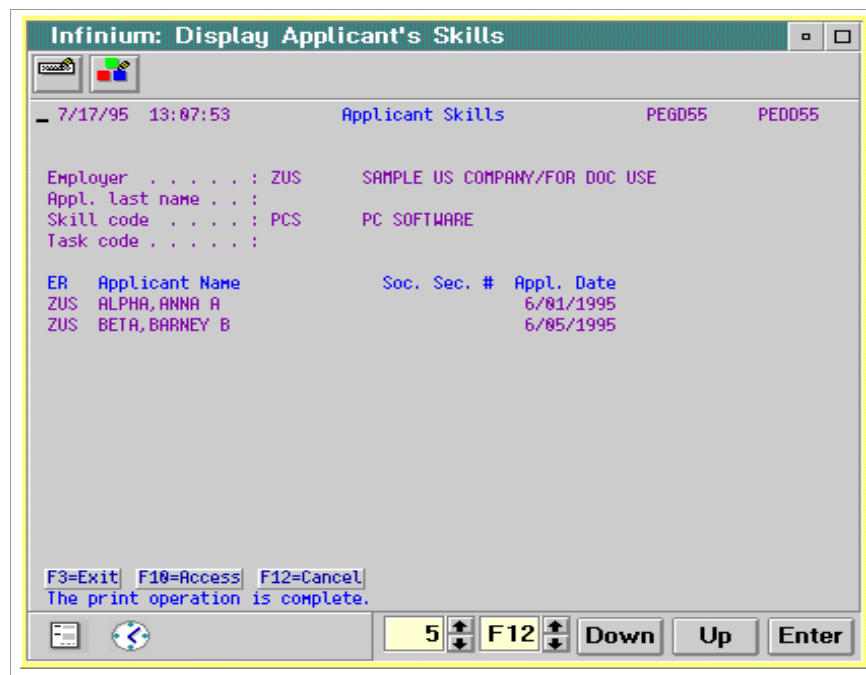 Infinium: Display Applicant's Skills
7/17/95 13:07:53 Applicant Skills PEGD55 PEDD55
Employer . . . . . : ZUS SAMPLE US COMPANY/FOR DOC USE
Appl. last name . . :
Skill code . . . . : PCS PC SOFTWARE
Task code . . . . . :
ER Applicant Name Soc. Sec. # Appl. Date
ZUS ALPHA,ANNA A 6/01/1995
ZUS BETA,BARNEY B 6/05/1995
F3=Exit F10=Access F12=Cancel
The print operation is complete.
5 F12 Down Up Enter